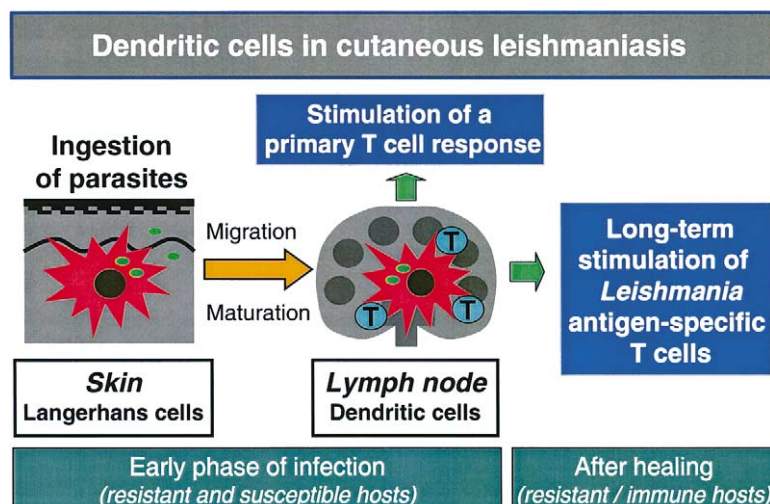 Dendritic cells in cutaneous leishmaniasis
Stimulation of a
primary T cell response
Ingestion
of parasites
Migration
Maturation
T
T
T
Long-term
stimulation of
Leishmania
antigen-specific
T cells
Skin
Langerhans cells
Lymph node
Dendritic cells
Early phase of infection
(resistant and susceptible hosts)
After healing
(resistant / immune hosts)